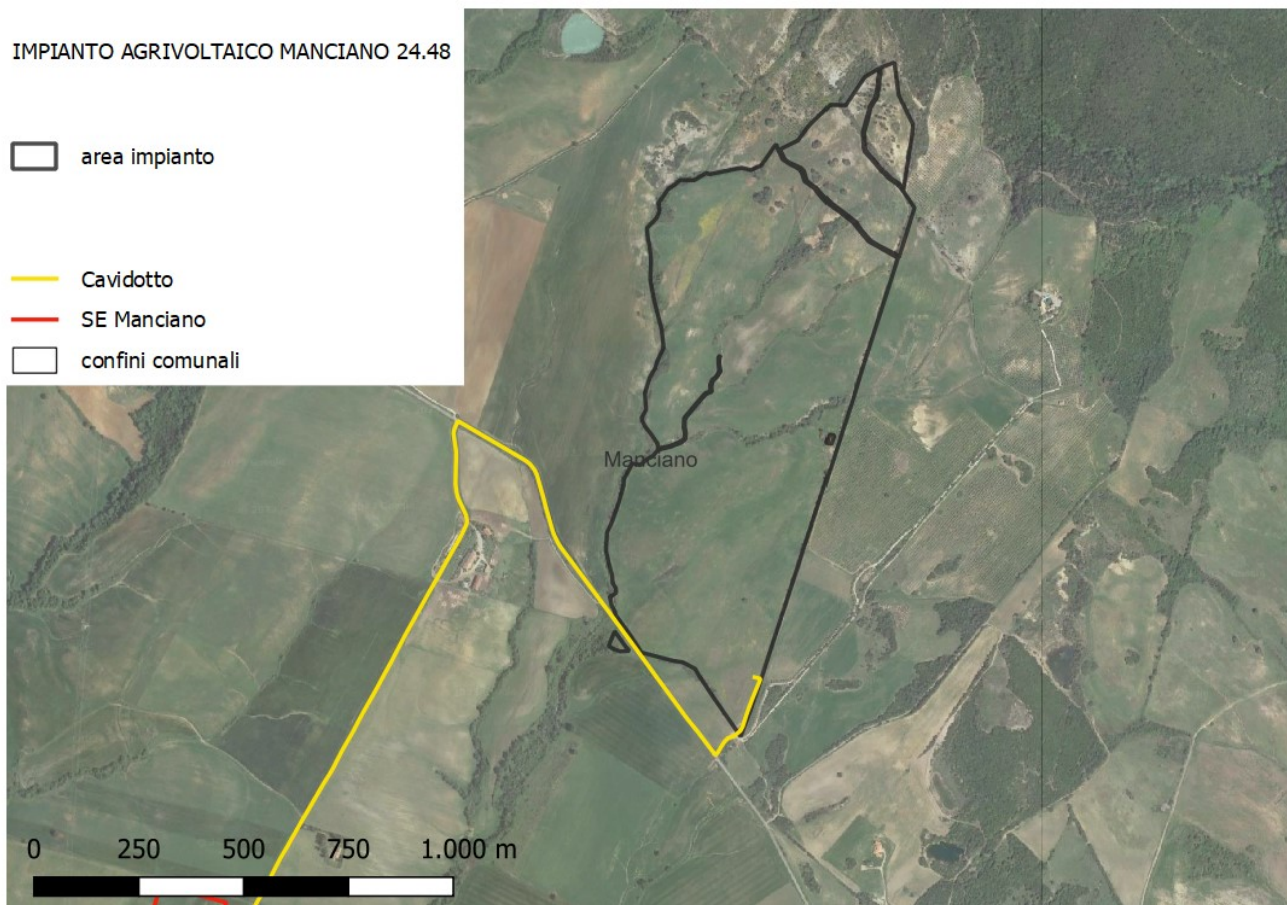 IMPIANTO AGRIVOLTAICO MANCIANO 24.48
area impianto
Cavidotto
SE Manciano
confini comunali
Manciano
0 250 500 750 1.000 m